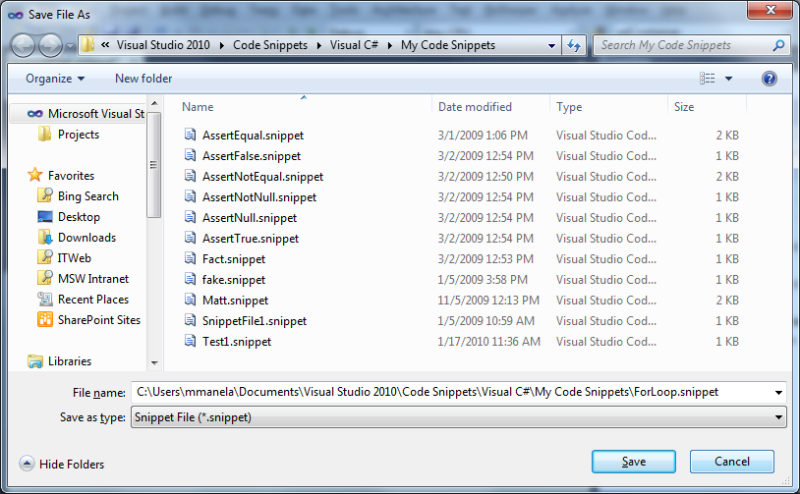 Save File As
« Visual Studio 2010 Code Snippets Visual C# My Code Snippets Search My Code Snippets
Organize New folder
Microsoft Visual St
Projects
Favorites
Bing Search
Desktop
Downloads
ITWeb
MSW Intranet
Recent Places
SharePoint Sites
Libraries
Name Date modified Type Size
AssertEqual.snippet 3/1/2009 1:06 PM Visual Studio Cod... 2 KB
AssertFalse.snippet 3/2/2009 12:54 PM Visual Studio Cod... 1 KB
AssertNotEqual.snippet 3/2/2009 12:50 PM Visual Studio Cod... 2 KB
AssertNotNull.snippet 3/2/2009 12:54 PM Visual Studio Cod... 1 KB
AssertNull.snippet 3/2/2009 12:54 PM Visual Studio Cod... 1 KB
AssertTrue.snippet 3/2/2009 12:54 PM Visual Studio Cod... 1 KB
Fact.snippet 3/2/2009 12:53 PM Visual Studio Cod... 1 KB
fake.snippet 1/5/2009 3:58 PM Visual Studio Cod... 1 KB
Matt.snippet 11/5/2009 12:13 PM Visual Studio Cod... 2 KB
SnippetFile1.snippet 1/5/2009 10:59 AM Visual Studio Cod... 1 KB
Test1.snippet 1/17/2010 11:36 AM Visual Studio Cod... 1 KB
File name: C:\Users\mmanela\Documents\Visual Studio 2010\Code Snippets\Visual C#\My Code Snippets\ForLoop.snippet
Save as type: Snippet File (*.snippet)
Hide Folders Save Cancel